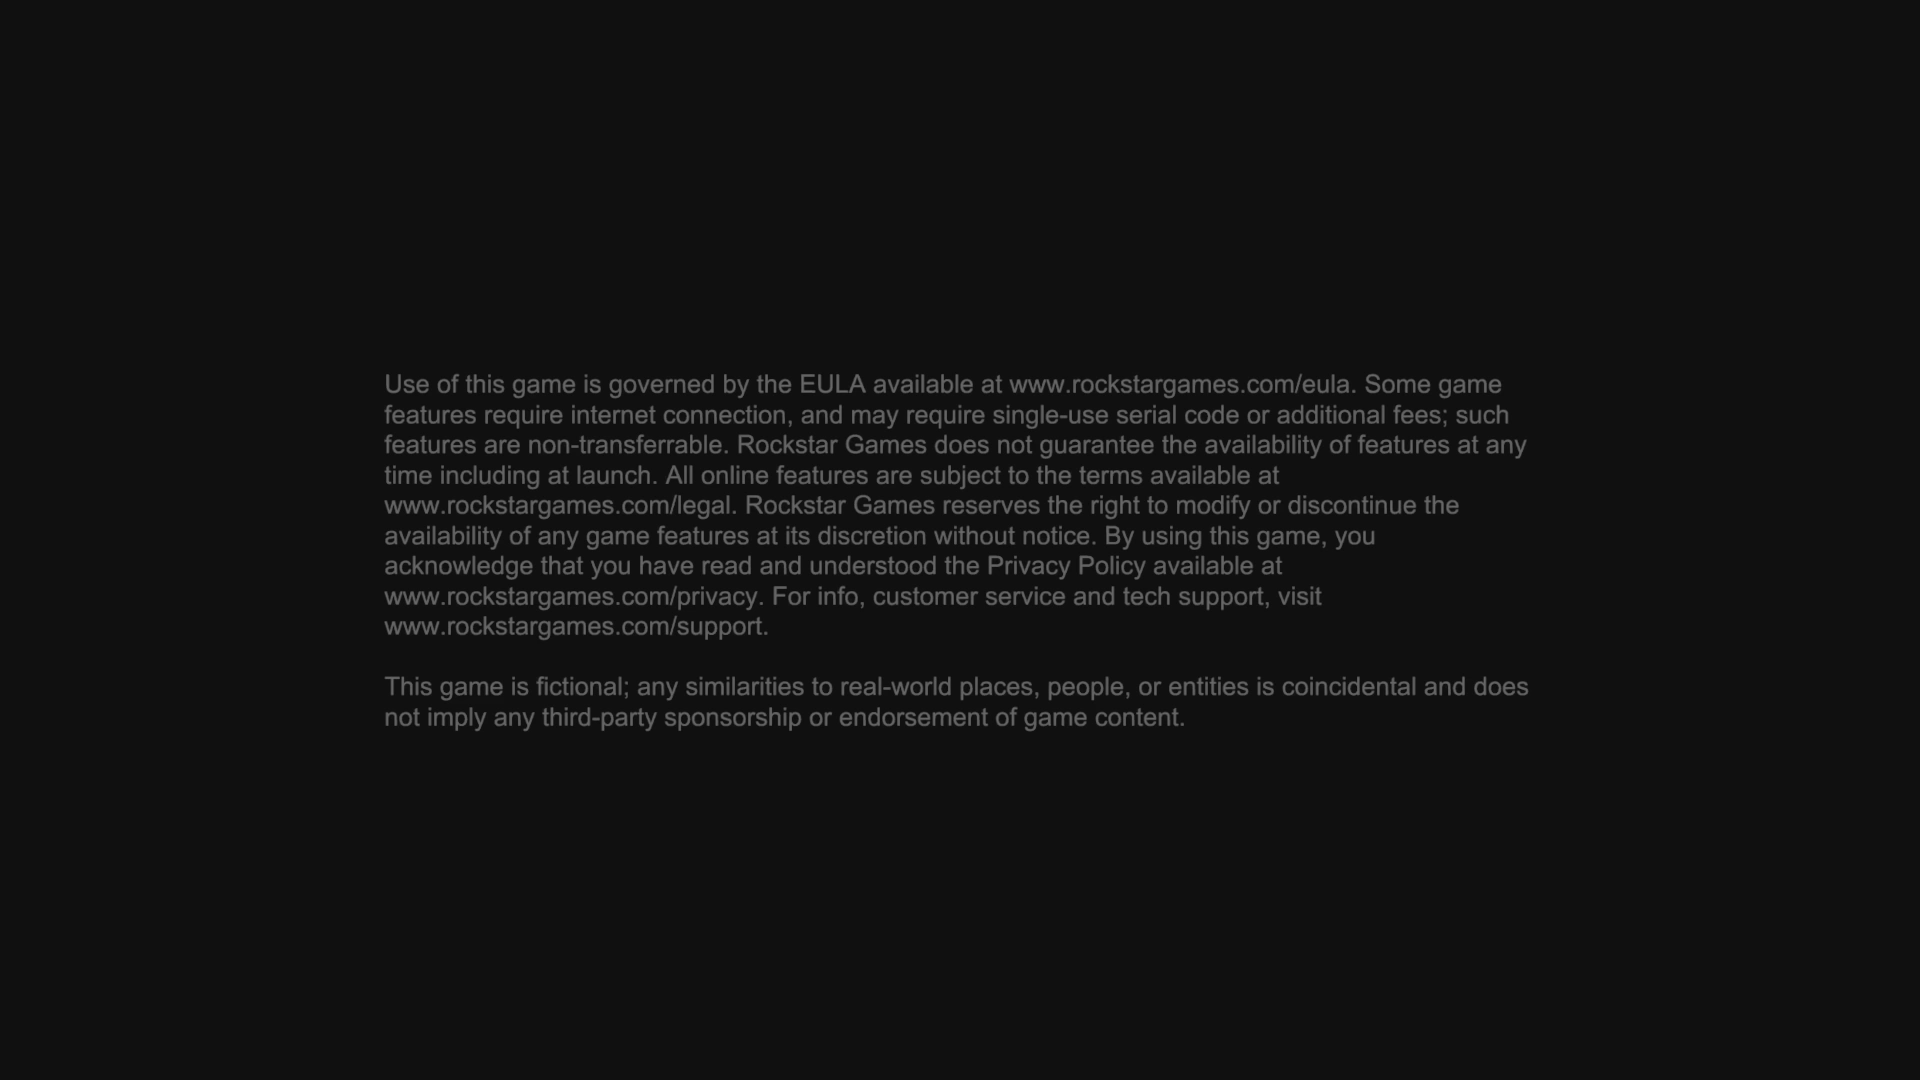 Use of this game is governed by the EULA available at www.rockstargames.com/eula. Some game
features require internet connection, and may require single-use serial code or additional fees; such
features are non-transferrable. Rockstar Games does not guarantee the availability of features at any
time including at launch. All online features are subject to the terms available at
www.rockstargames.com/legal. Rockstar Games reserves the right to modify or discontinue the
availability of any game features at its discretion without notice. By using this game, you
acknowledge that you have read and understood the Privacy Policy available at
www.rockstargames.com/privacy. For info, customer service and tech support, visit
www.rockstargames.com/support.
This game is fictional; any similarities to real-world places, people, or entities is coincidental and does
not imply any third-party sponsorship or endorsement of game content.